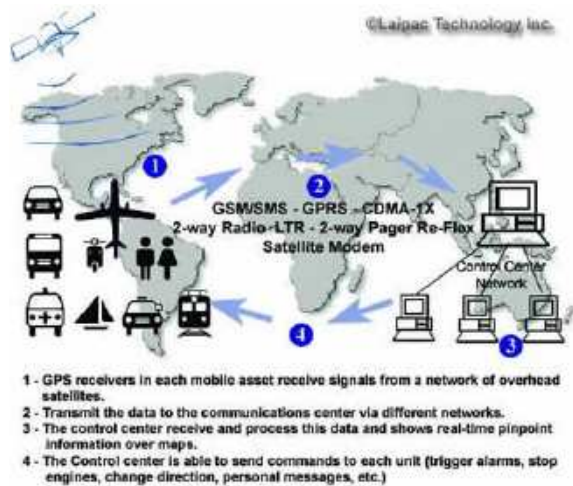 ©Laipac Technology Inc.
1
2
GSM/SMS - GPRS - CDMA-1X
2-way Radio -LTR - 2-way Pager Re-Flex
Satellite Modem
Control Center
Network
4
3
1 - GPS receivers in each mobile asset receive signals from a network of overhead
satellites.
2 - Transmit the data to the communications center via different networks.
3 - The control center receive and process this data and shows real-time pinpoint
information over maps.
4 - The Control center is able to send commands to each unit (trigger alarms, stop
engines, change direction, personal messages, etc.)